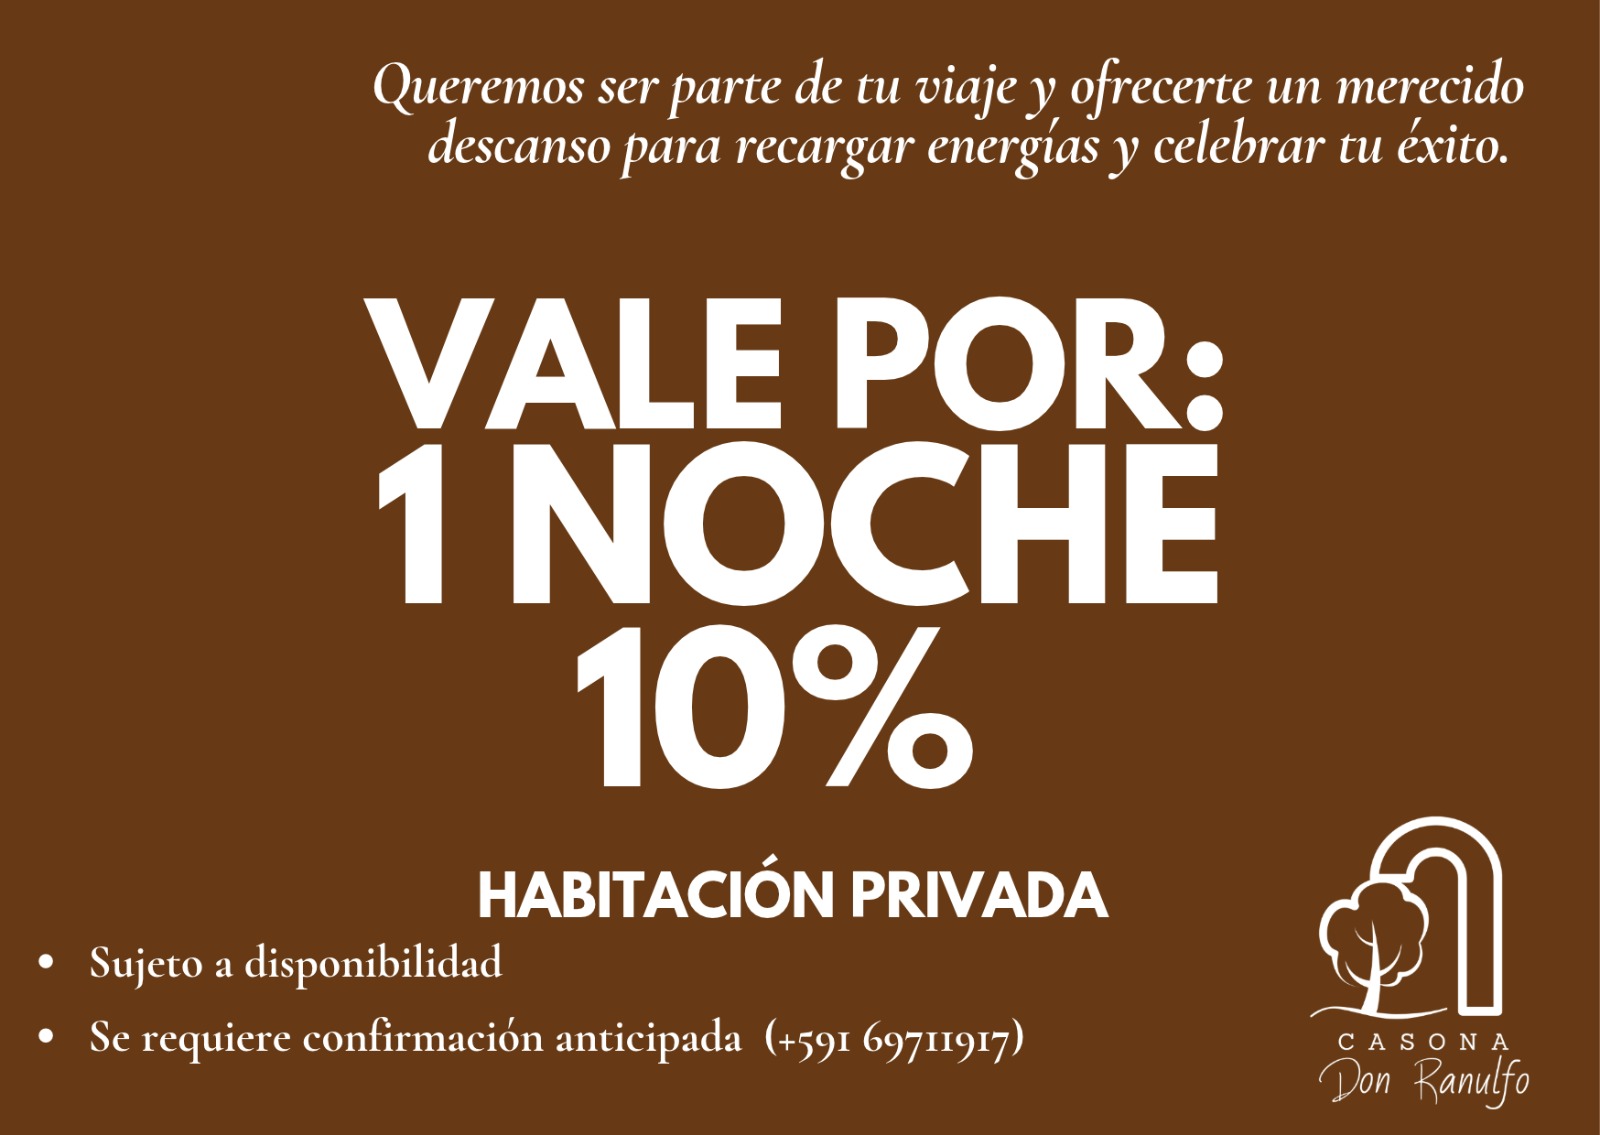 Queremos ser parte de tu viaje y ofrecerte un merecido
descanso para recargar energías y celebrar tu éxito.
VALE POR:
1 NOCHE
10%
HABITACIÓN PRIVADA
• Sujeto a disponibilidad
• Se requiere confirmación anticipada (+591 69711917)
CASONA
Don Ranulfo